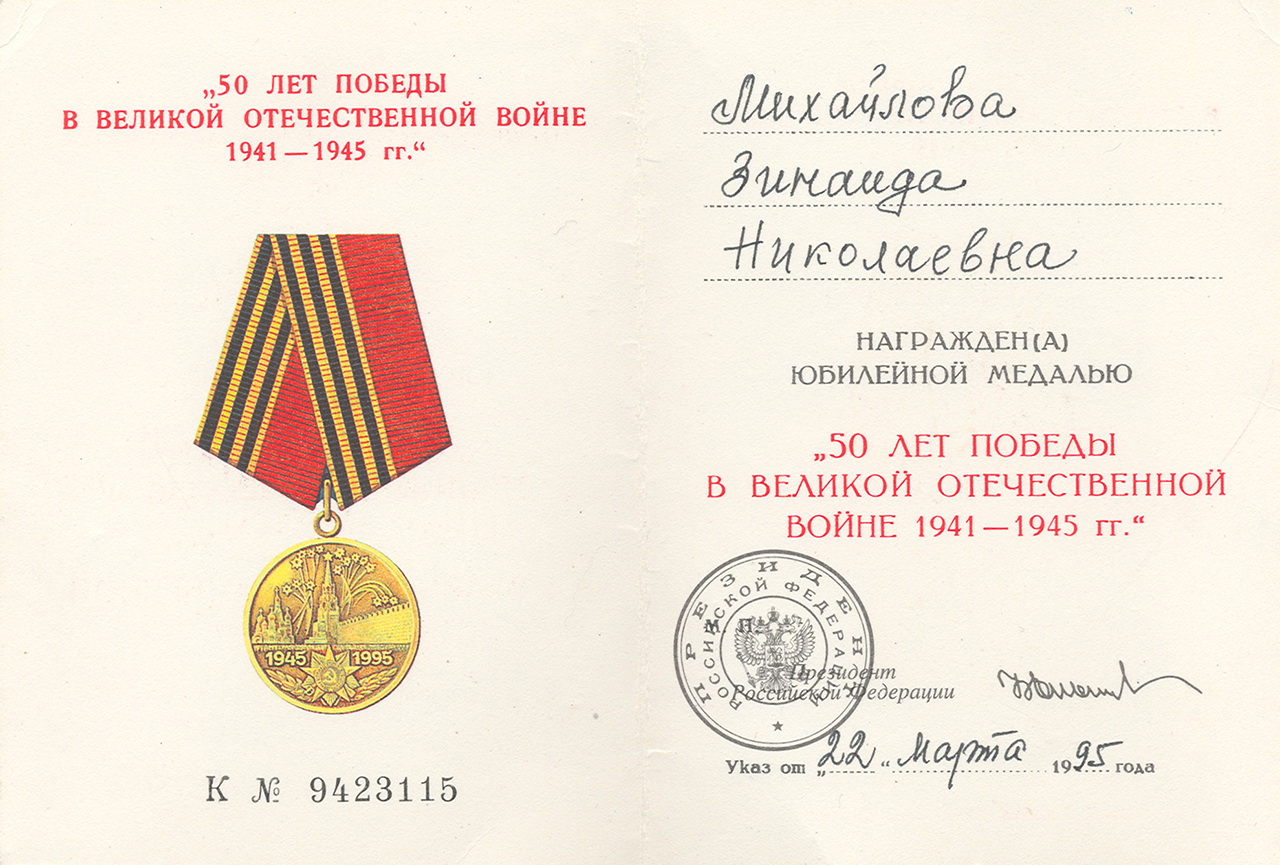 „50 ЛЕТ ПОБЕДЫ
В ВЕЛИКОЙ ОТЕЧЕСТВЕННОЙ ВОЙНЕ
1941 — 1945 гг.“
1945 1995
К № 9423115
Михайлова
Зинаида
Николаевна
НАГРАЖДЕН(А)
ЮБИЛЕЙНОЙ МЕДАЛЬЮ
„50 ЛЕТ ПОБЕДЫ
В ВЕЛИКОЙ ОТЕЧЕСТВЕННОЙ
ВОЙНЕ 1941 — 1945 гг.“
ПРЕЗИДЕНТ
РОССИЙСКОЙ ФЕДЕРАЦИИ
М. П.
Президент
Российской Федерации
Указ от „22“ марта 1995 года